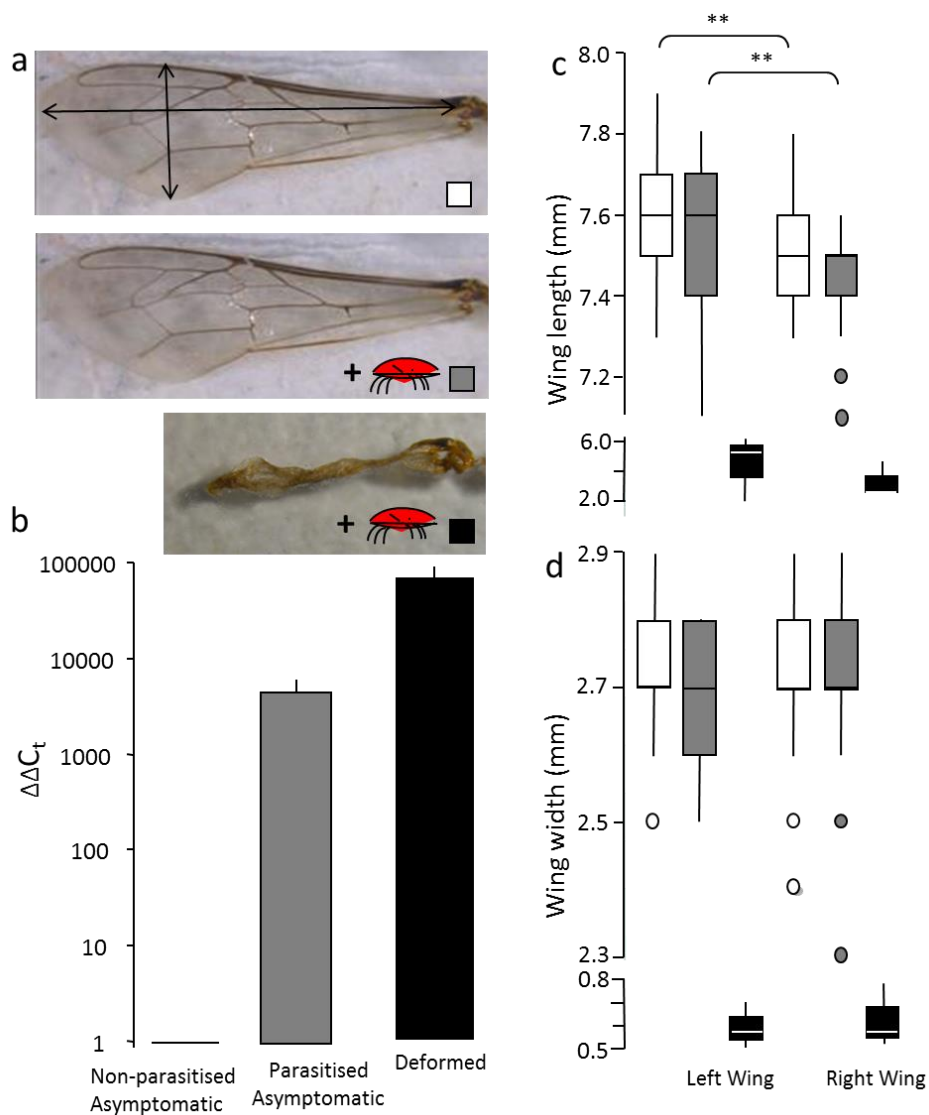 a
+
+
b
ΔΔCt
100000
10000
1000
100
10
1
Non-parasitised
Asymptomatic
Parasitised
Asymptomatic
Deformed
c
**
**
Wing length (mm)
8.0
7.8
7.6
7.4
7.2
6.0
2.0
d
Wing width (mm)
2.9
2.7
2.5
2.3
0.8
0.5
Left Wing
Right Wing